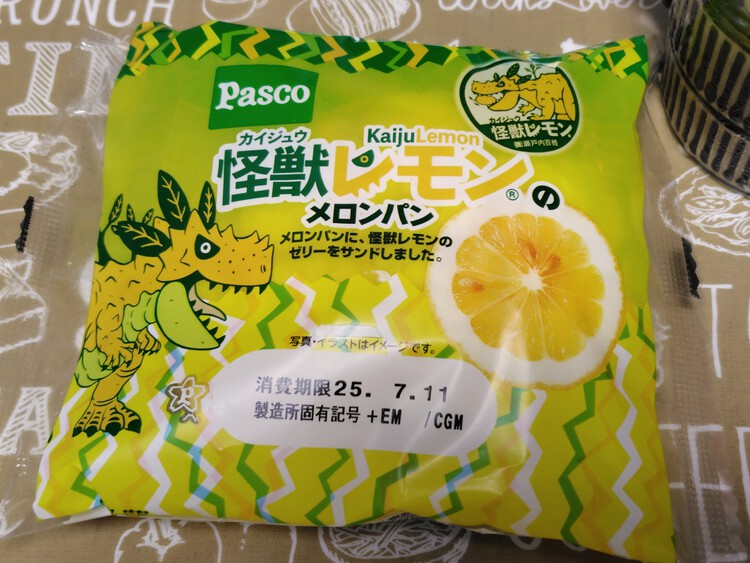 RUNCH
Pasco
カイジュウ
怪獣レモン
㈱瀬戸内百姓
カイジュウ
KaijuLemon
怪獣レモン®の
メロンパン
メロンパンに、怪獣レモンの
ゼリーをサンドしました。
写真・イラストはイメージです。
消費期限25. 7.11
製造所固有記号 +EM /CGM